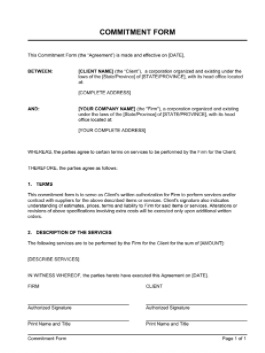 COMMITMENT FORM
This Commitment Form (the "Agreement") is made and effective on [DATE],
BETWEEN: [CLIENT NAME] (the "Client"), a corporation organized and existing under the
laws of the [State/Province] of [STATE/PROVINCE], with its head office located
at:
[COMPLETE ADDRESS]
AND: [YOUR COMPANY NAME] (the "Firm"), a corporation organized and existing
under the laws of the [State/Province] of [STATE/PROVINCE], with its head
office located at:
[YOUR COMPLETE ADDRESS]
WHEREAS, the parties agree to certain terms on services to be performed by the Firm for the Client.
THEREFORE, the parties agree as follows:
1. TERMS
This commitment form is to serve as Client's written authorization for Firm to perform services and/or
contract with suppliers for the above described items or services. Client's signature also indicates
understanding of estimates, prices, terms and liability to Firm for said items or services. Alterations or
revisions of above specifications involving extra costs will be executed only upon additional written
orders.
2. DESCRIPTION OF THE SERVICES
The following services are to be performed by the Firm for the Client for the sum of [AMOUNT]:
[DESCRIBE SERVICES]
IN WITNESS WHEREOF, the parties hereto have executed this Agreement on [DATE].
FIRM CLIENT
Authorized Signature Authorized Signature
Print Name and Title Print Name and Title
Commitment Form Page 1 of 1